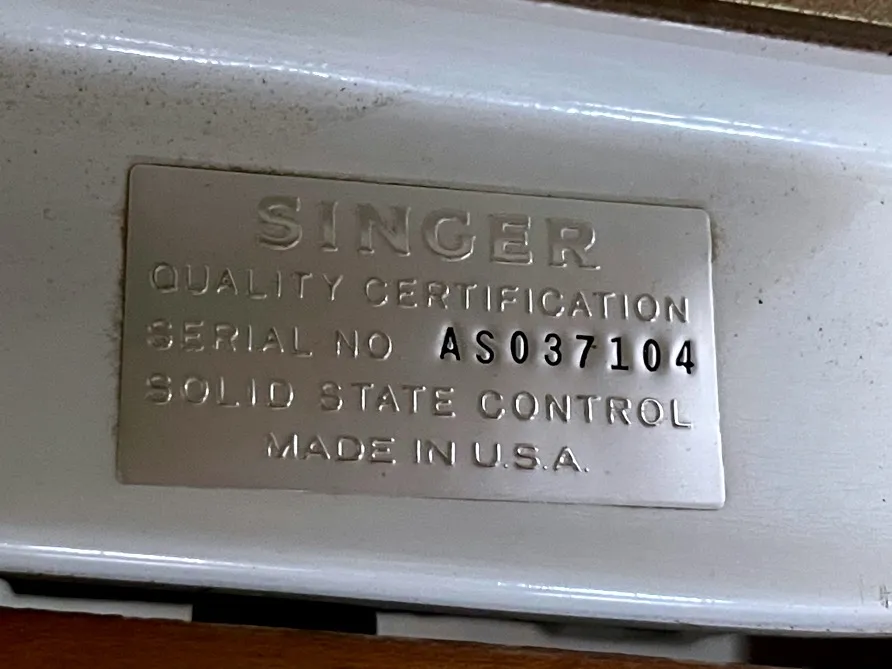 SINGER
QUALITY CERTIFICATION
SERIAL NO AS037104
SOLID STATE CONTROL
MADE IN U.S.A.